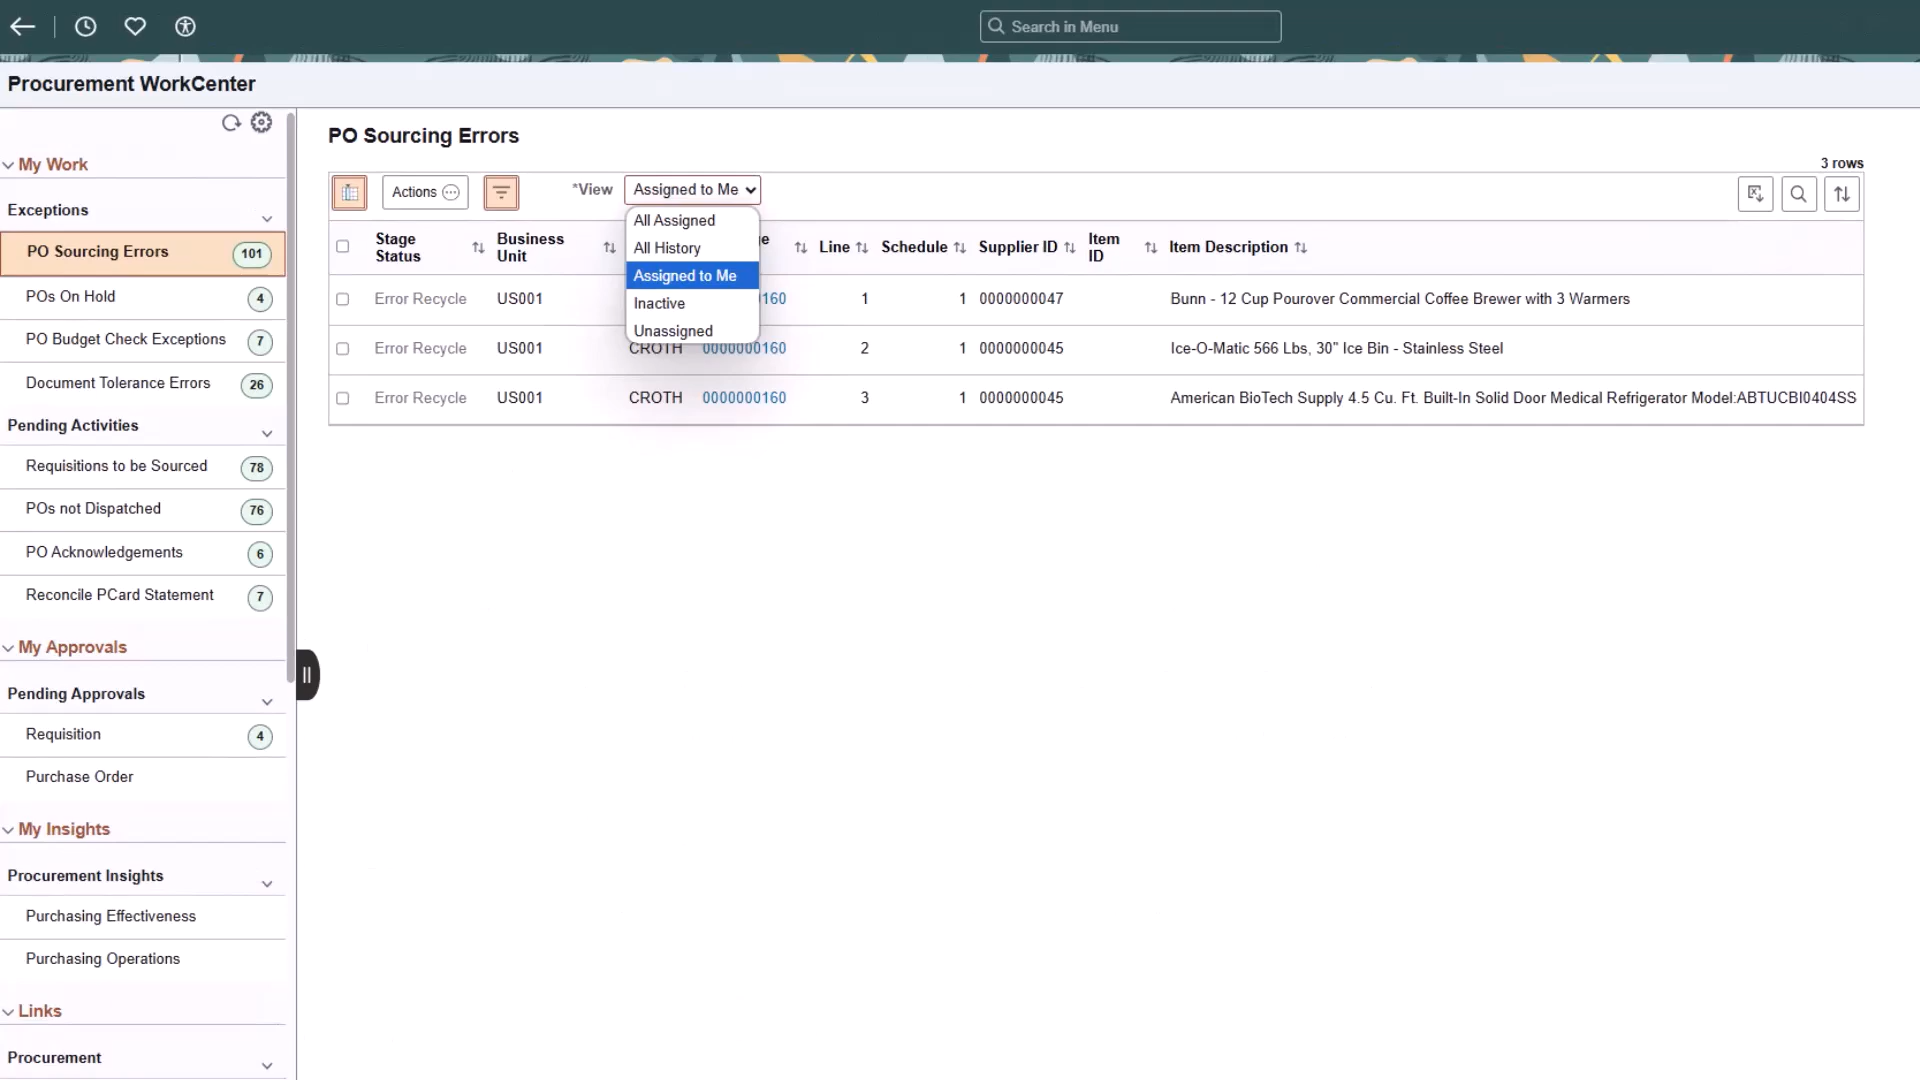 Search in Menu
Procurement WorkCenter
My Work
Exceptions
PO Sourcing Errors 101
POs On Hold 4
PO Budget Check Exceptions 7
Document Tolerance Errors 26
Pending Activities
Requisitions to be Sourced 78
POs not Dispatched 76
PO Acknowledgements 6
Reconcile PCard Statement 7
My Approvals
Pending Approvals
Requisition 4
Purchase Order
My Insights
Procurement Insights
Purchasing Effectiveness
Purchasing Operations
Links
Procurement
PO Sourcing Errors
3 rows
Actions *View Assigned to Me
All Assigned
All History
Assigned to Me
Inactive
Unassigned
Stage Status Business Unit Line Schedule Supplier ID Item ID Item Description
Error Recycle US001 160 1 1 0000000047 Bunn - 12 Cup Pourover Commercial Coffee Brewer with 3 Warmers
Error Recycle US001 CROTH 0000000160 2 1 0000000045 Ice-O-Matic 566 Lbs, 30" Ice Bin - Stainless Steel
Error Recycle US001 CROTH 0000000160 3 1 0000000045 American BioTech Supply 4.5 Cu. Ft. Built-In Solid Door Medical Refrigerator Model:ABTUCBI0404SS